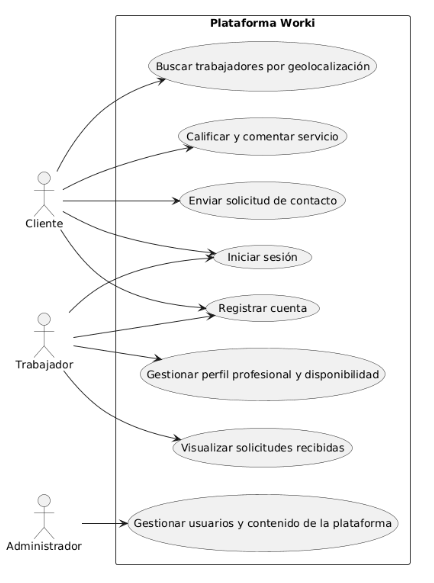 Plataforma Worki
Buscar trabajadores por geolocalización
Calificar y comentar servicio
Enviar solicitud de contacto
Cliente
Iniciar sesión
Registrar cuenta
Trabajador
Gestionar perfil profesional y disponibilidad
Visualizar solicitudes recibidas
Gestionar usuarios y contenido de la plataforma
Administrador